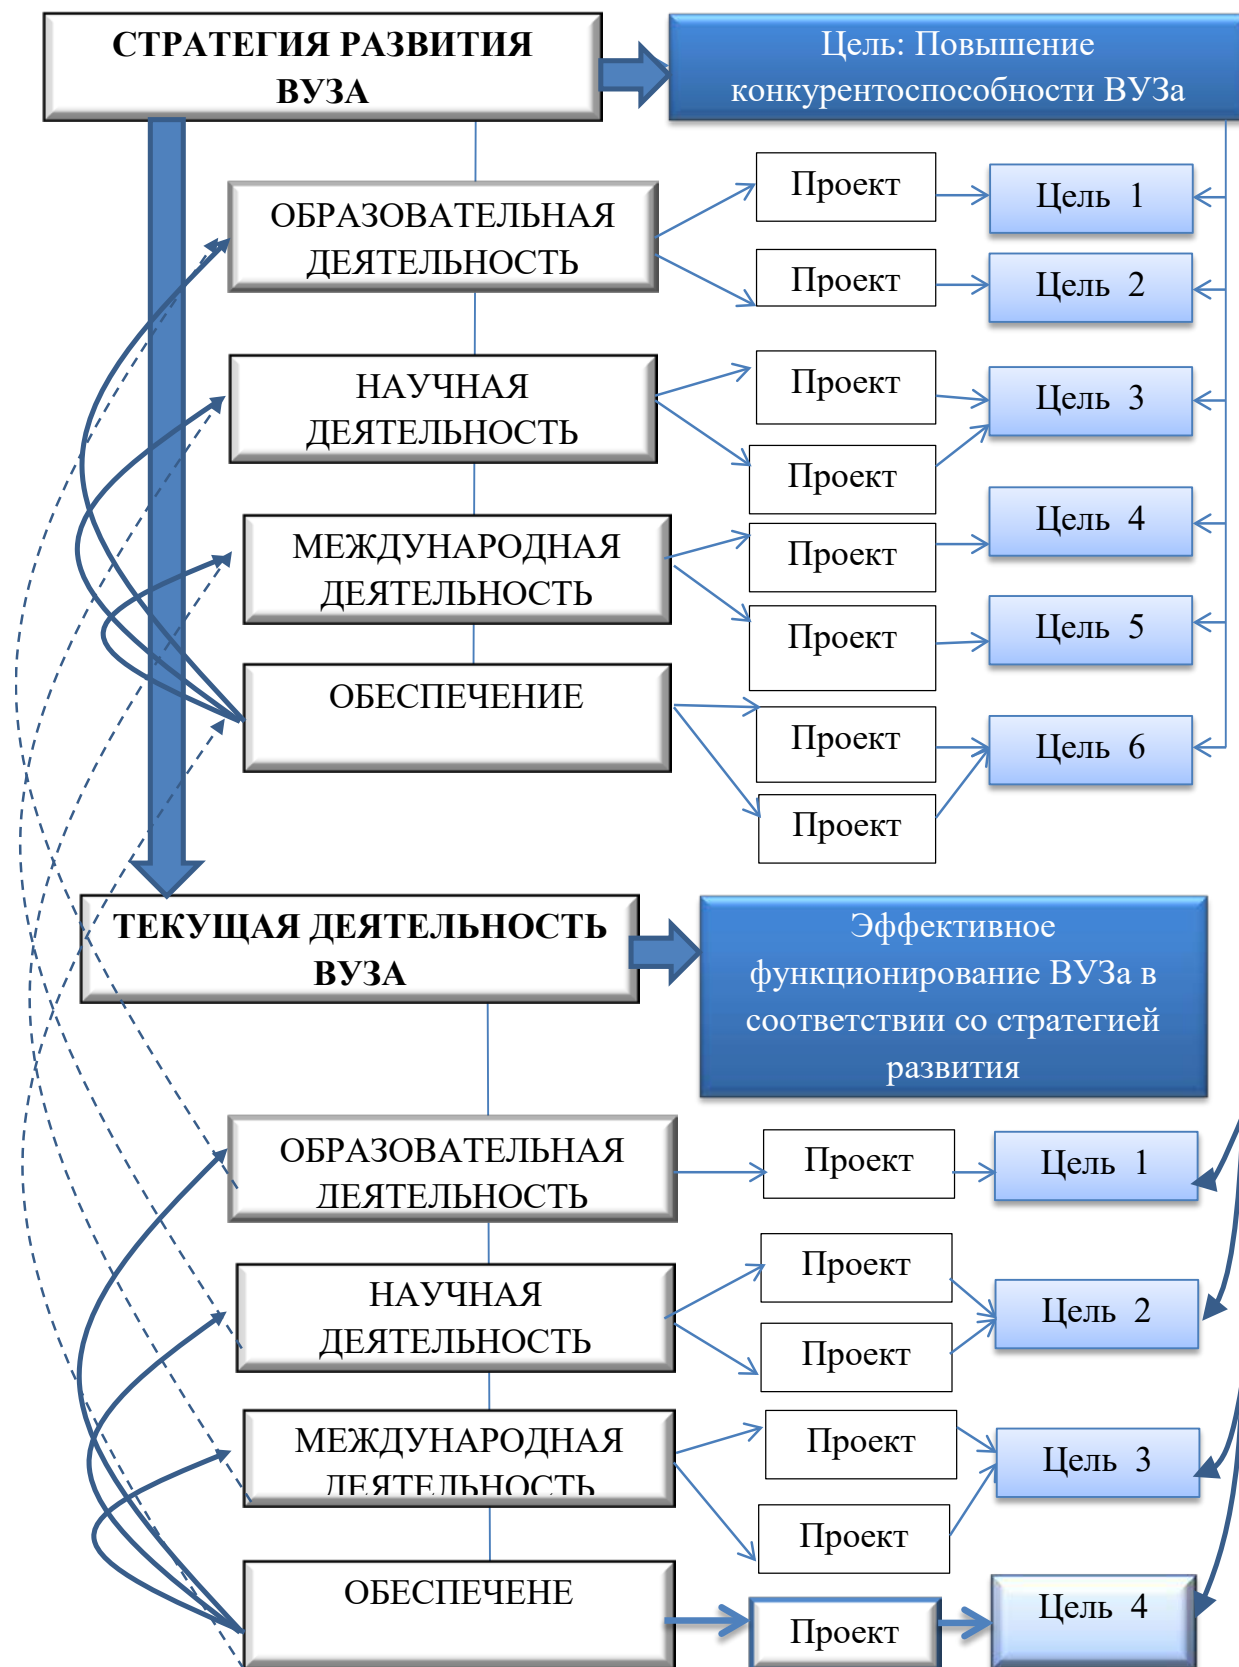 СТРАТЕГИЯ РАЗВИТИЯ
ВУЗА
Цель: Повышение
конкурентоспособности ВУЗа
ОБРАЗОВАТЕЛЬНАЯ
ДЕЯТЕЛЬНОСТЬ
Проект
Цель 1
Проект
Цель 2
НАУЧНАЯ
ДЕЯТЕЛЬНОСТЬ
Проект
Цель 3
Проект
МЕЖДУНАРОДНАЯ
ДЕЯТЕЛЬНОСТЬ
Проект
Цель 4
Проект
Цель 5
ОБЕСПЕЧЕНИЕ
Проект
Цель 6
Проект
ТЕКУЩАЯ ДЕЯТЕЛЬНОСТЬ
ВУЗА
Эффективное
функционирование ВУЗа в
соответствии со стратегией
развития
ОБРАЗОВАТЕЛЬНАЯ
ДЕЯТЕЛЬНОСТЬ
Проект
Цель 1
НАУЧНАЯ
ДЕЯТЕЛЬНОСТЬ
Проект
Цель 2
Проект
МЕЖДУНАРОДНАЯ
ДЕЯТЕЛЬНОСТЬ
Проект
Цель 3
Проект
ОБЕСПЕЧЕНЕ
Проект
Цель 4